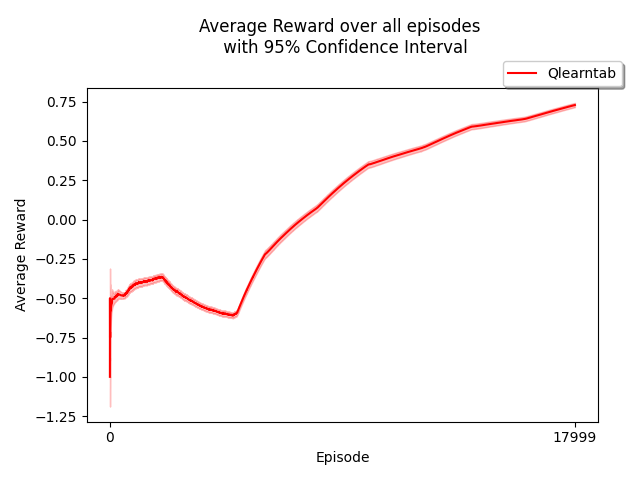 Average Reward over all episodes
with 95% Confidence Interval
Qlearntab
Average Reward
0.75
0.50
0.25
0.00
−0.25
−0.50
−0.75
−1.00
−1.25
0
17999
Episode